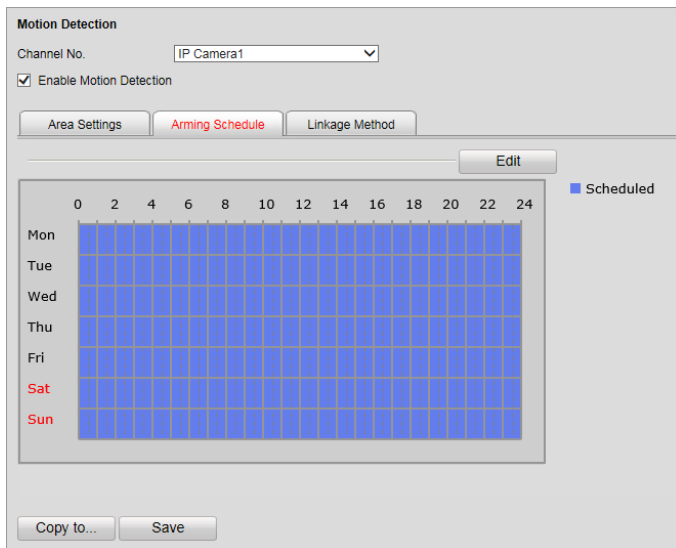 Motion Detection
Channel No. IP Camera1
Enable Motion Detection
Area Settings Arming Schedule Linkage Method
Edit
Scheduled
0 2 4 6 8 10 12 14 16 18 20 22 24
Mon
Tue
Wed
Thu
Fri
Sat
Sun
Copy to... Save